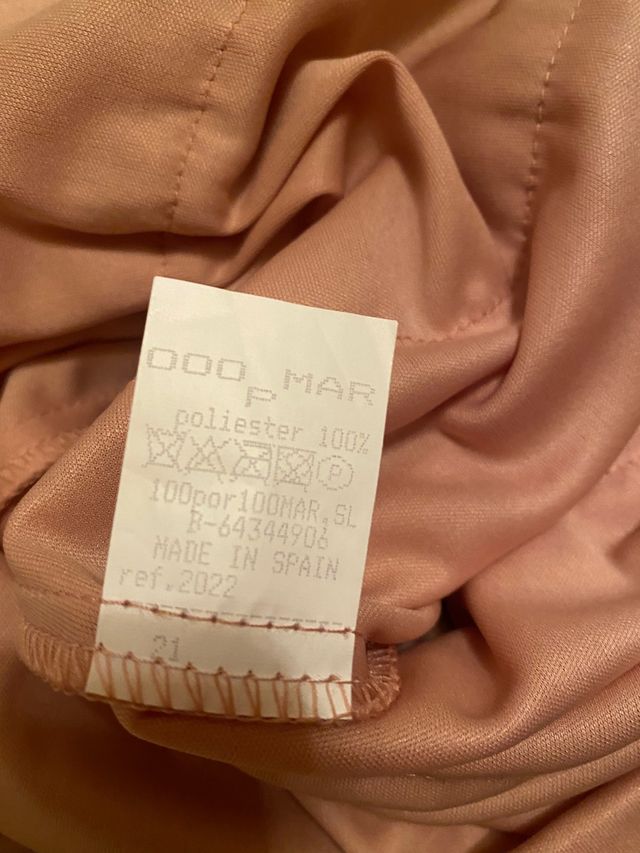 000 P MAR
poliester 100%
P
100por100MAR,SL
B-64344906
MADE IN SPAIN
ref.2022
21